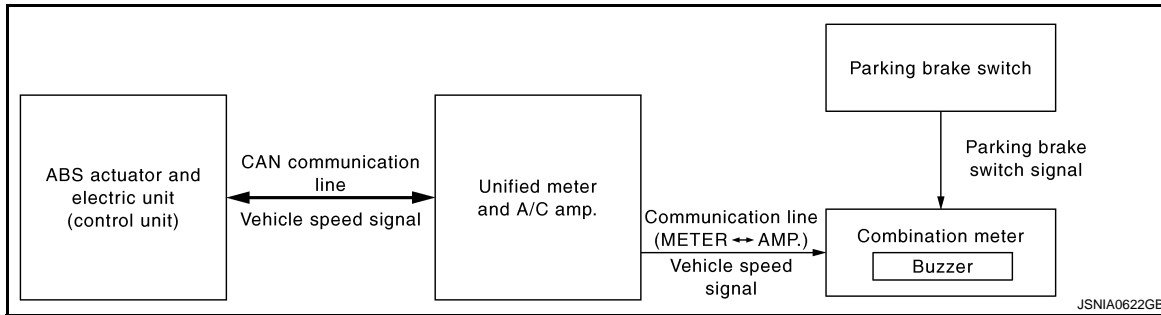 ABS actuator and
electric unit
(control unit)
CAN communication
line
Vehicle speed signal
Unified meter
and A/C amp.
Communication line
(METER ↔ AMP.)
Vehicle speed
signal
Parking brake switch
Parking brake
switch signal
Combination meter
Buzzer
JSNIA0622GB